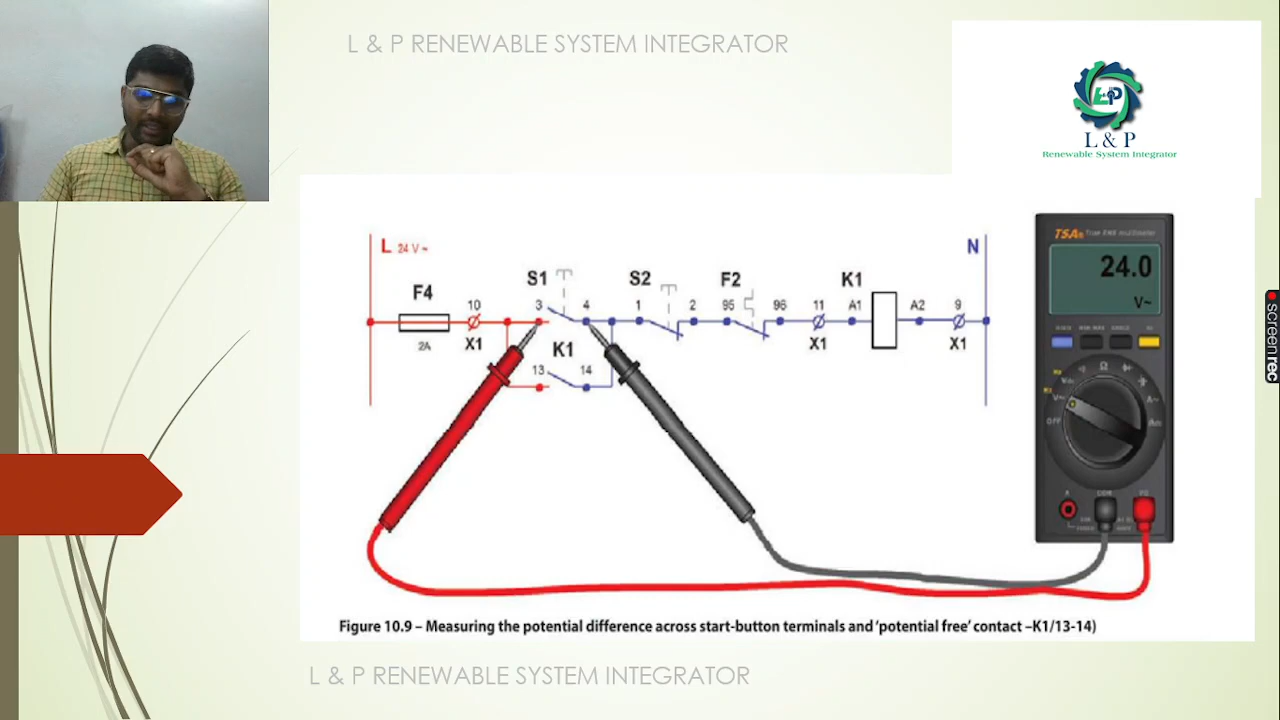 L & P RENEWABLE SYSTEM INTEGRATOR
L & P
L & P
Renewable System Integrator
L 24 V ~
N
F4
S1
S2
F2
K1
10
3
4
1
2
95
96
11
A1
A2
9
2A
X1
K1
X1
X1
13
14
TSA
24.0
V~
OFF
V~
Ω
A~
COM
Figure 10.9 – Measuring the potential difference across start-button terminals and 'potential free' contact –K1/13-14)
L & P RENEWABLE SYSTEM INTEGRATOR
screenrec